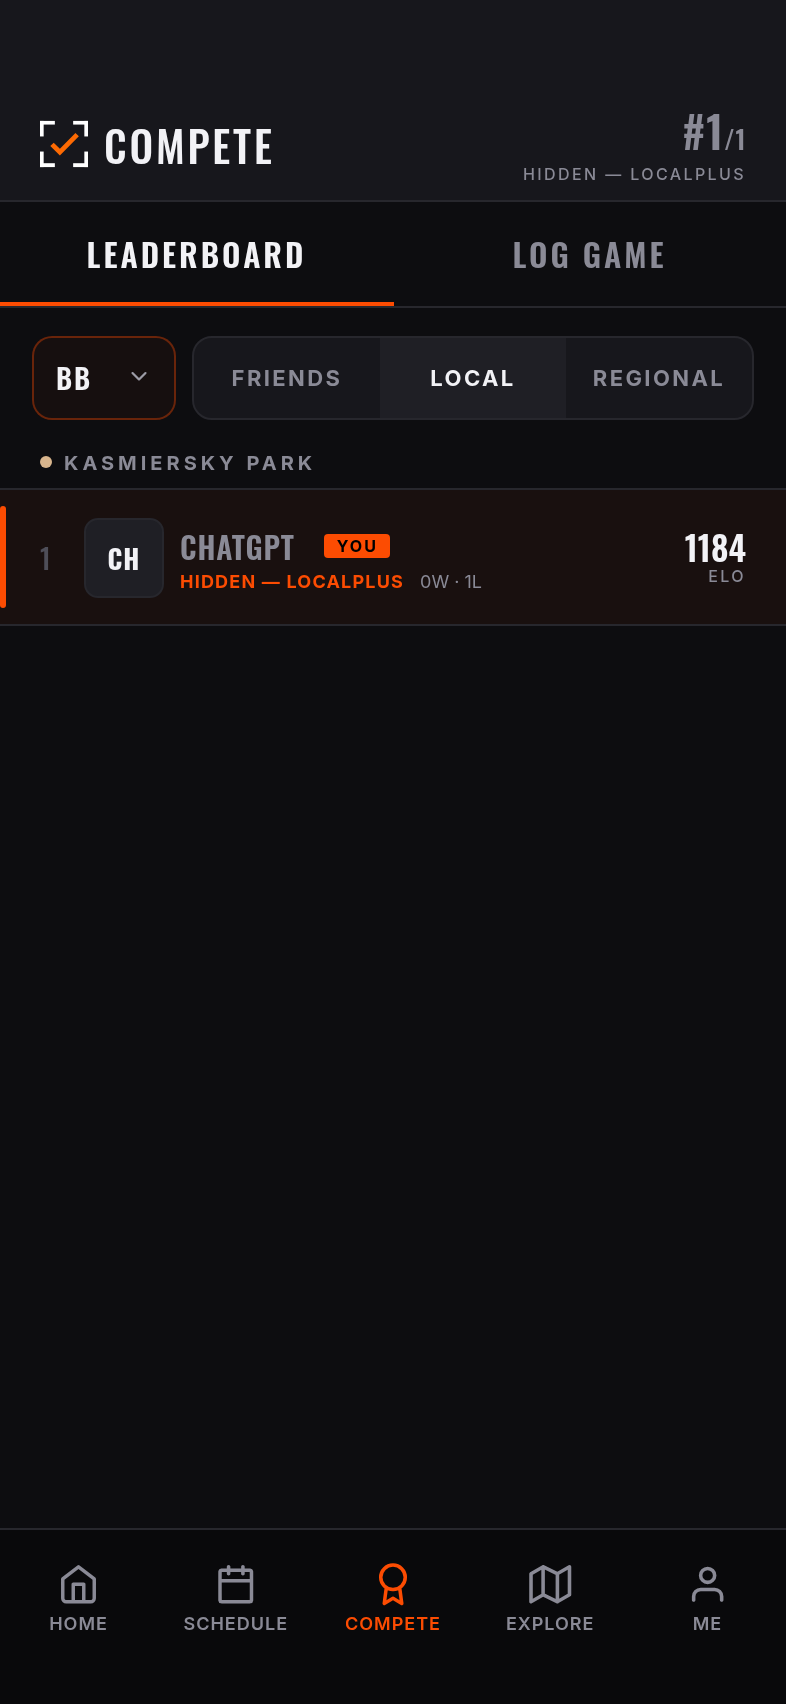 COMPETE
#1/1
HIDDEN — LOCALPLUS
LEADERBOARD
LOG GAME
BB
FRIENDS
LOCAL
REGIONAL
KASMIERSKY PARK
1
CH
CHATGPT
YOU
HIDDEN — LOCALPLUS
0W · 1L
1184
ELO
HOME
SCHEDULE
COMPETE
EXPLORE
ME